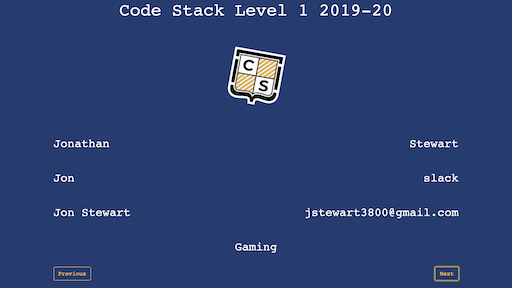 Code Stack Level 1 2019-20
C
S
Jonathan Stewart
Jon slack
Jon Stewart jstewart3800@gmail.com
Gaming
Previous Next